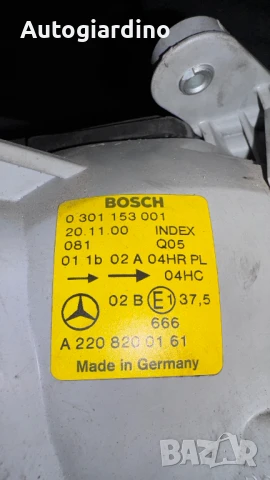 Autogiardino
BOSCH
0 301 153 001
20.11.00 INDEX
081 Q05
01 1b 02 A 04HR PL
04HC
02 B E1 37,5
666
A 220 820 01 61
Made in Germany
bazar
БГ